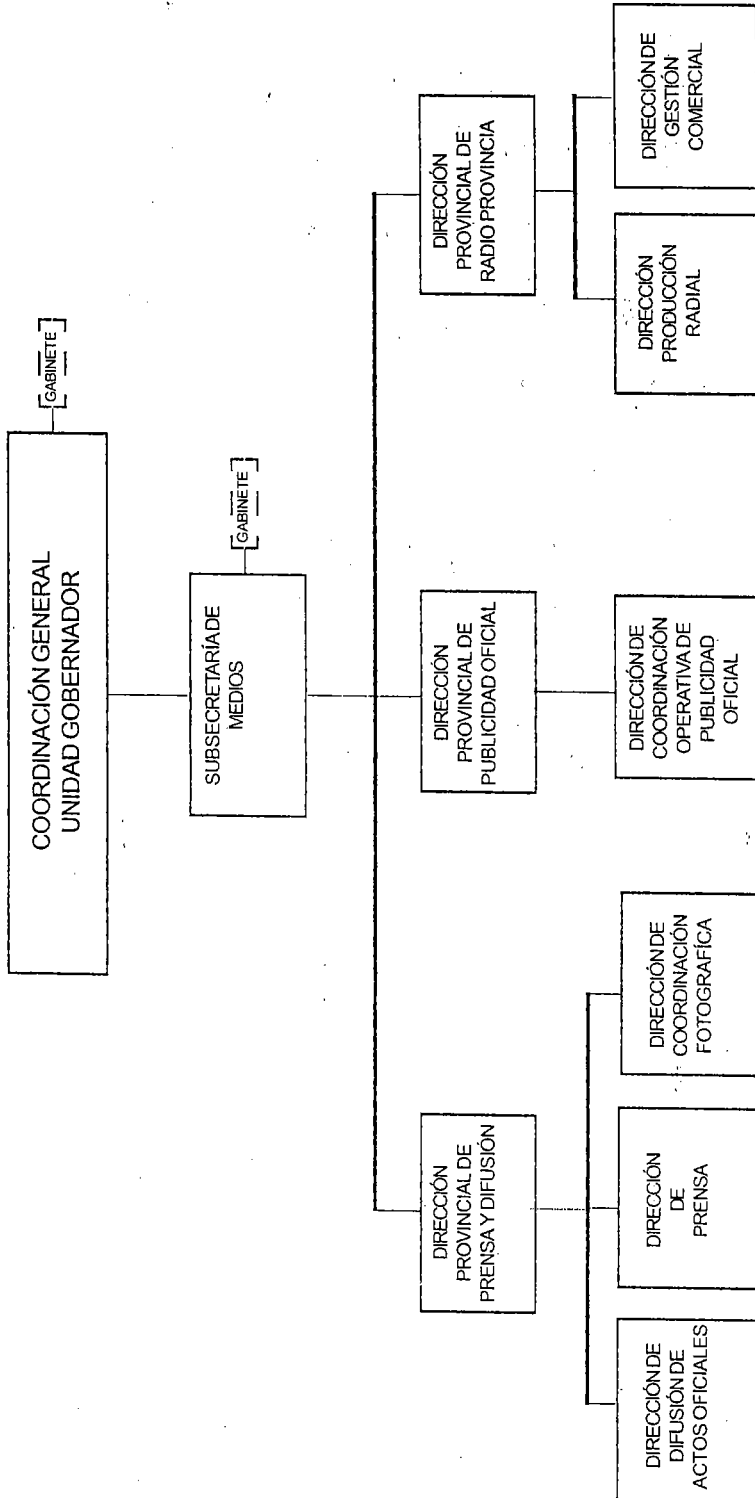 COORDINACIÓN GENERAL
UNIDAD GOBERNADOR
GABINETE
SUBSECRETARÍA DE
MEDIOS
GABINETE
DIRECCIÓN
PROVINCIAL DE
PRENSA Y DIFUSIÓN
DIRECCIÓN
PROVINCIAL DE
PUBLICIDAD OFICIAL
DIRECCIÓN
PROVINCIAL DE
RADIO PROVINCIA
DIRECCIÓN DE
DIFUSIÓN DE
ACTOS OFICIALES
DIRECCIÓN
DE
PRENSA
DIRECCIÓN DE
COORDINACIÓN
FOTOGRAFÍCA
DIRECCIÓN DE
COORDINACIÓN
OPERATIVA DE
PUBLICIDAD
OFICIAL
DIRECCIÓN
PRODUCCIÓN
RADIAL
DIRECCIÓN DE
GESTIÓN
COMERCIAL